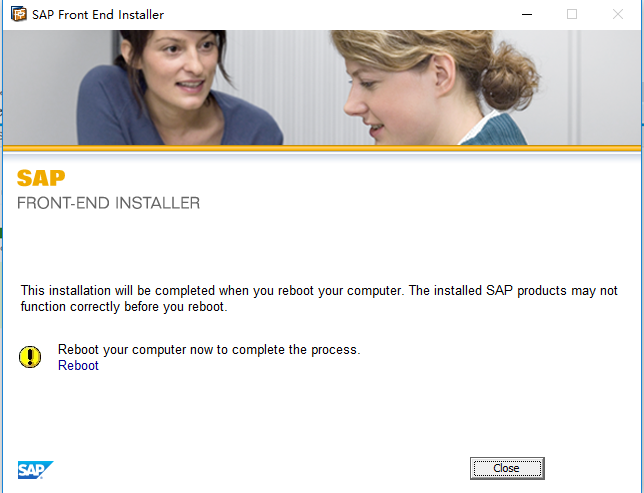 SAP Front End Installer
SAP
FRONT-END INSTALLER
This installation will be completed when you reboot your computer. The installed SAP products may not
function correctly before you reboot.
Reboot your computer now to complete the process.
Reboot
SAP
Close